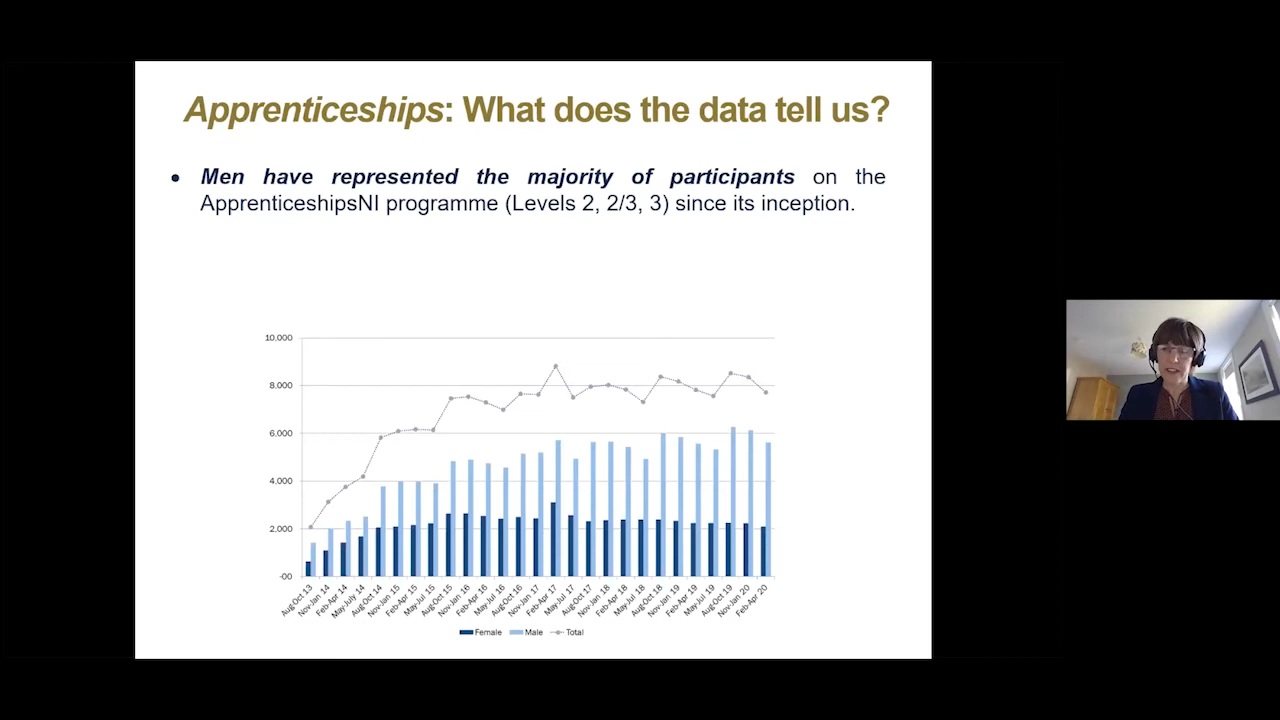 Apprenticeships: What does the data tell us?
• Men have represented the majority of participants on the
ApprenticeshipsNI programme (Levels 2, 2/3, 3) since its inception.
10,000
8,000
6,000
4,000
2,000
-00
Aug-Oct 13
Nov-Jan 14
Feb-Apr 14
May-July 14
Aug-Oct 14
Nov-Jan 15
Feb-Apr 15
May-Jul 15
Aug-Oct 15
Nov-Jan 16
Feb-Apr 16
May-Jul 16
Aug-Oct 16
Nov-Jan 17
Feb-Apr 17
May-Jul 17
Aug-Oct 17
Nov-Jan 18
Feb-Apr 18
May-Jul 18
Aug-Oct 18
Nov-Jan 19
Feb-Apr 19
May-Jul 19
Aug-Oct 19
Nov-Jan 20
Feb-Apr 20
Female Male Total